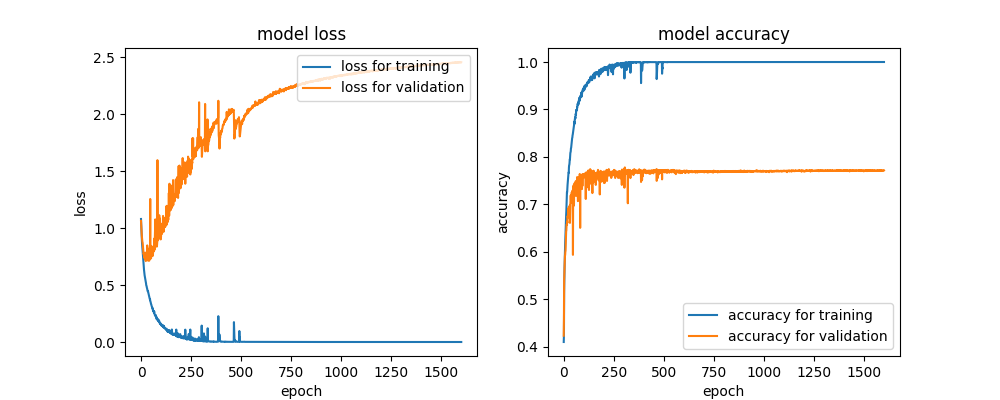 model loss
2.5
2.0
1.5
1.0
0.5
0.0
loss
loss for training
loss for validation
0 250 500 750 1000 1250 1500
epoch
model accuracy
1.0
0.9
0.8
0.7
0.6
0.5
0.4
accuracy
accuracy for training
accuracy for validation
0 250 500 750 1000 1250 1500
epoch